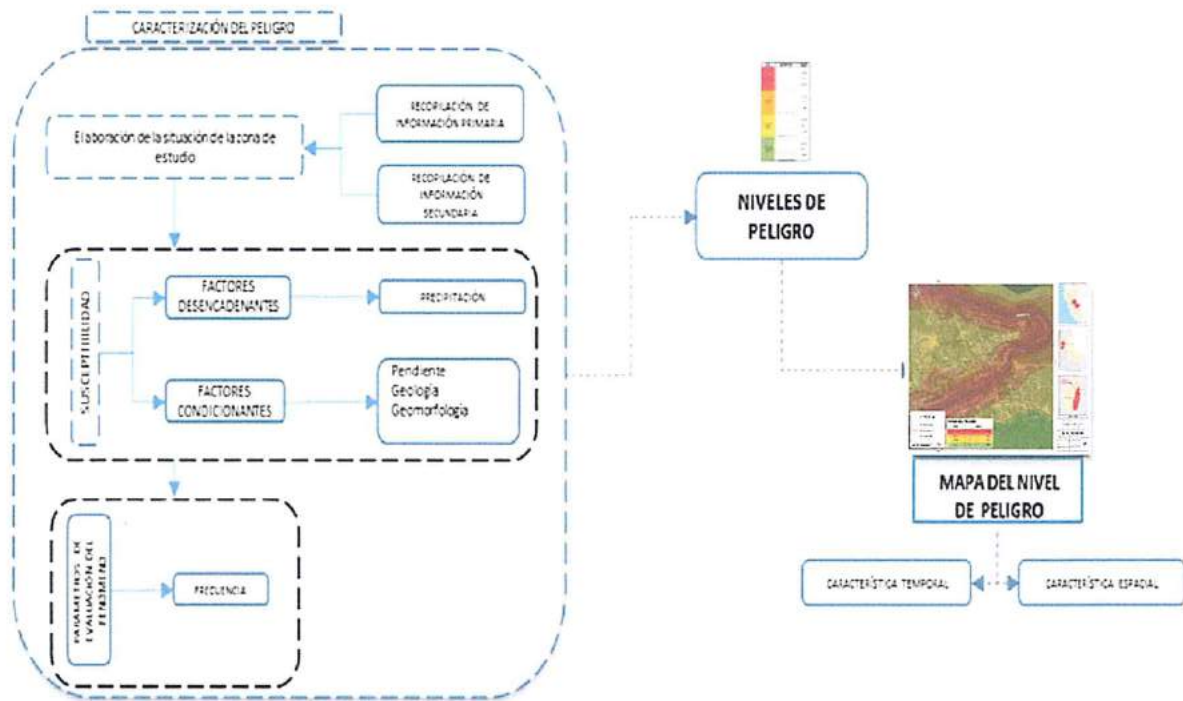 CARACTERIZACIÓN DEL PELIGRO
Elaboración de la situación de la zona de
estudio
RECOPILACIÓN DE
INFORMACIÓN PRIMARIA
RECOPILACIÓN DE
INFORMACIÓN
SECUNDARIA
SUSCEPTIBILIDAD
FACTORES
DESENCADENANTES
PRECIPITACIÓN
FACTORES
CONDICIONANTES
Pendiente
Geología
Geomorfología
PARAMETROS DE
EVALUACIÓN DEL
FENOMENO
FRECUENCIA
NIVELES DE
PELIGRO
MAPA DEL NIVEL
DE PELIGRO
CARACTERÍSTICA TEMPORAL
CARACTERÍSTICA ESPACIAL